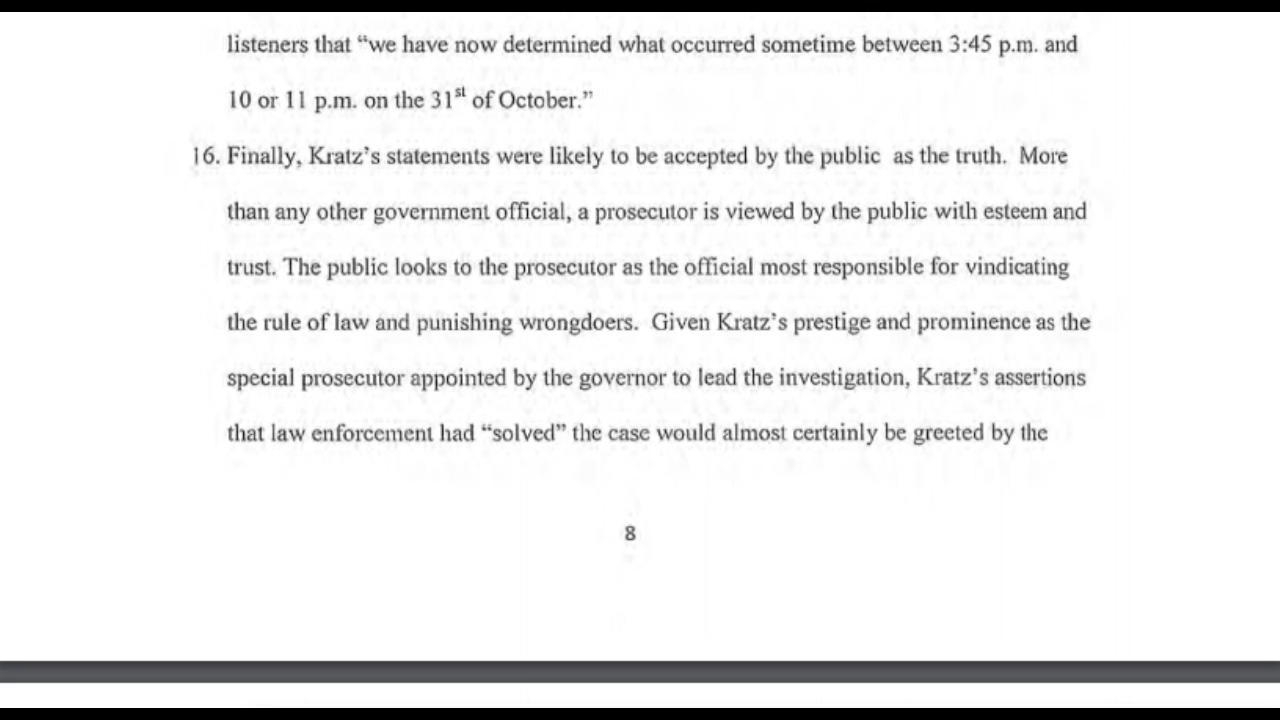 listeners that “we have now determined what occurred sometime between 3:45 p.m. and
10 or 11 p.m. on the 31st of October.”
16. Finally, Kratz’s statements were likely to be accepted by the public as the truth. More
than any other government official, a prosecutor is viewed by the public with esteem and
trust. The public looks to the prosecutor as the official most responsible for vindicating
the rule of law and punishing wrongdoers. Given Kratz’s prestige and prominence as the
special prosecutor appointed by the governor to lead the investigation, Kratz’s assertions
that law enforcement had “solved” the case would almost certainly be greeted by the
8